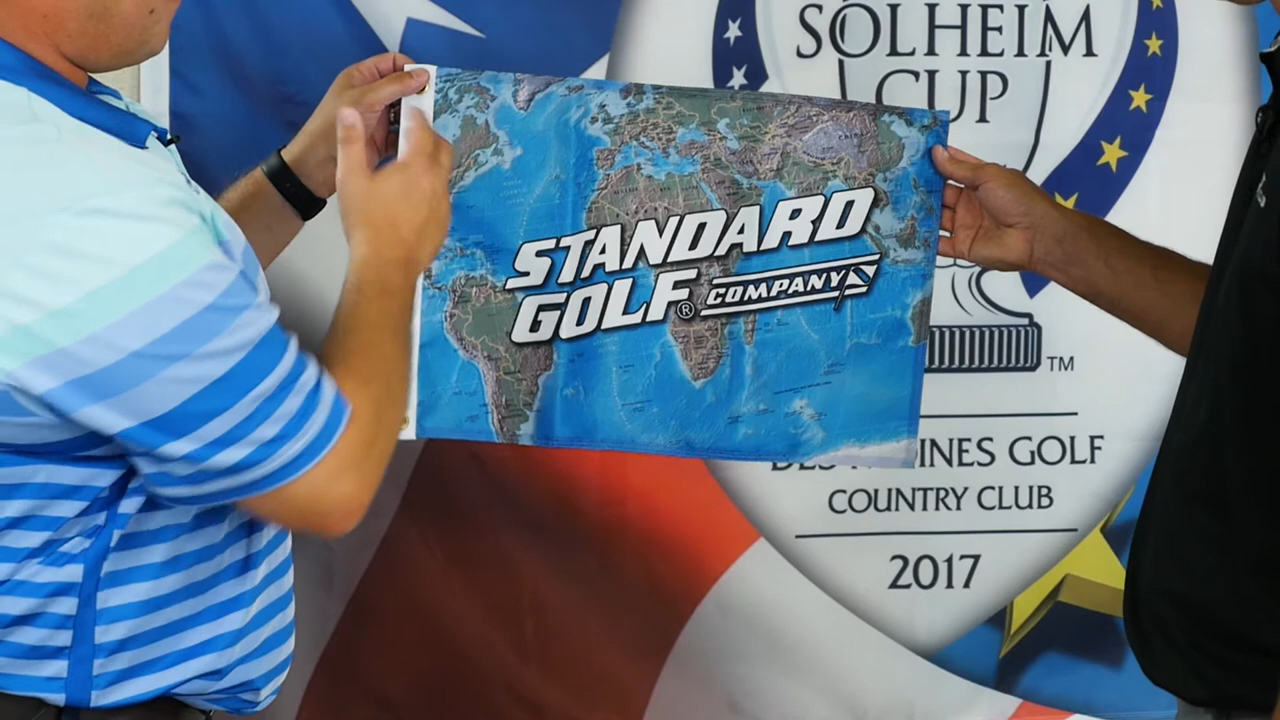 SOLHEIM
CUP
STANDARD
GOLF®
COMPANY
TM
GOLF
COUNTRY CLUB
2017